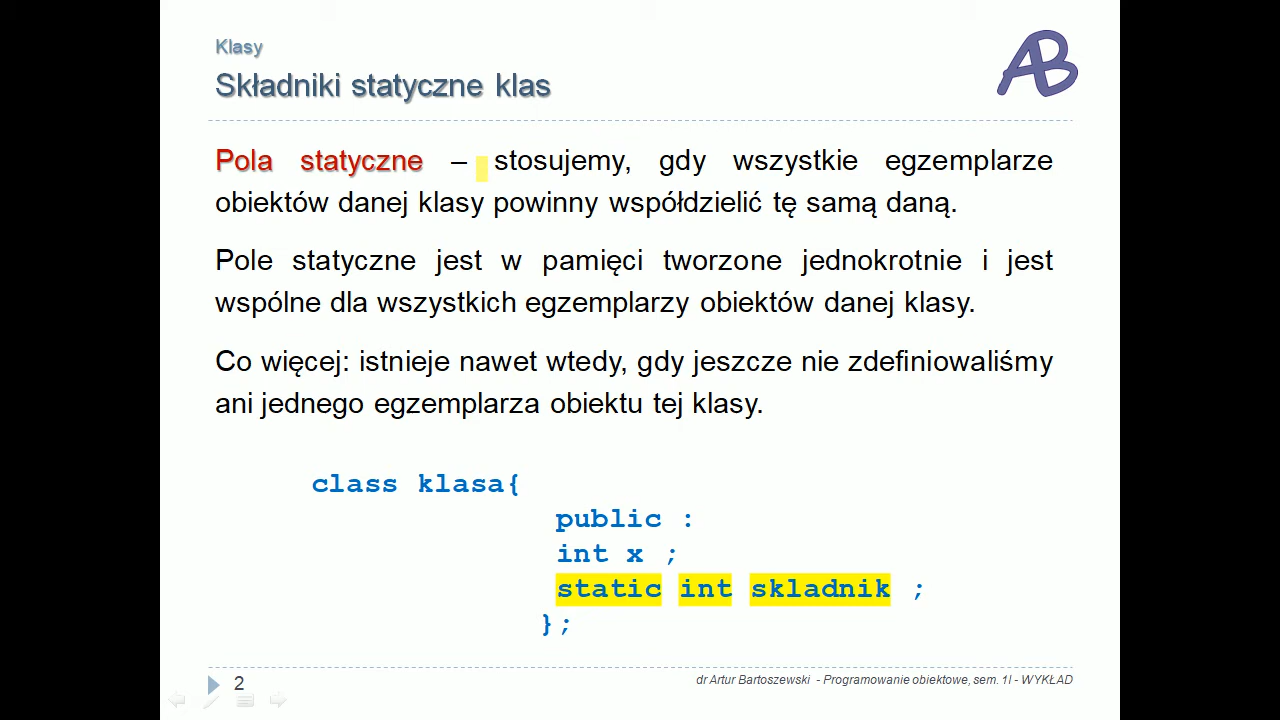 Klasy
Składniki statyczne klas
AB
Pola statyczne – stosujemy, gdy wszystkie egzemplarze
obiektów danej klasy powinny współdzielić tę samą daną.
Pole statyczne jest w pamięci tworzone jednokrotnie i jest
wspólne dla wszystkich egzemplarzy obiektów danej klasy.
Co więcej: istnieje nawet wtedy, gdy jeszcze nie zdefiniowaliśmy
ani jednego egzemplarza obiektu tej klasy.
class klasa{
public :
int x ;
static int skladnik ;
};
2
dr Artur Bartoszewski - Programowanie obiektowe, sem. 1I - WYKŁAD